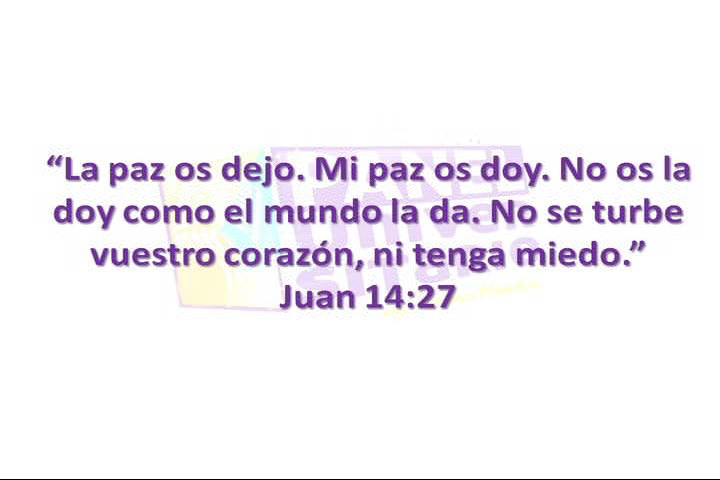 “La paz os dejo. Mi paz os doy. No os la
doy como el mundo la da. No se turbe
vuestro corazón, ni tenga miedo.”
Juan 14:27